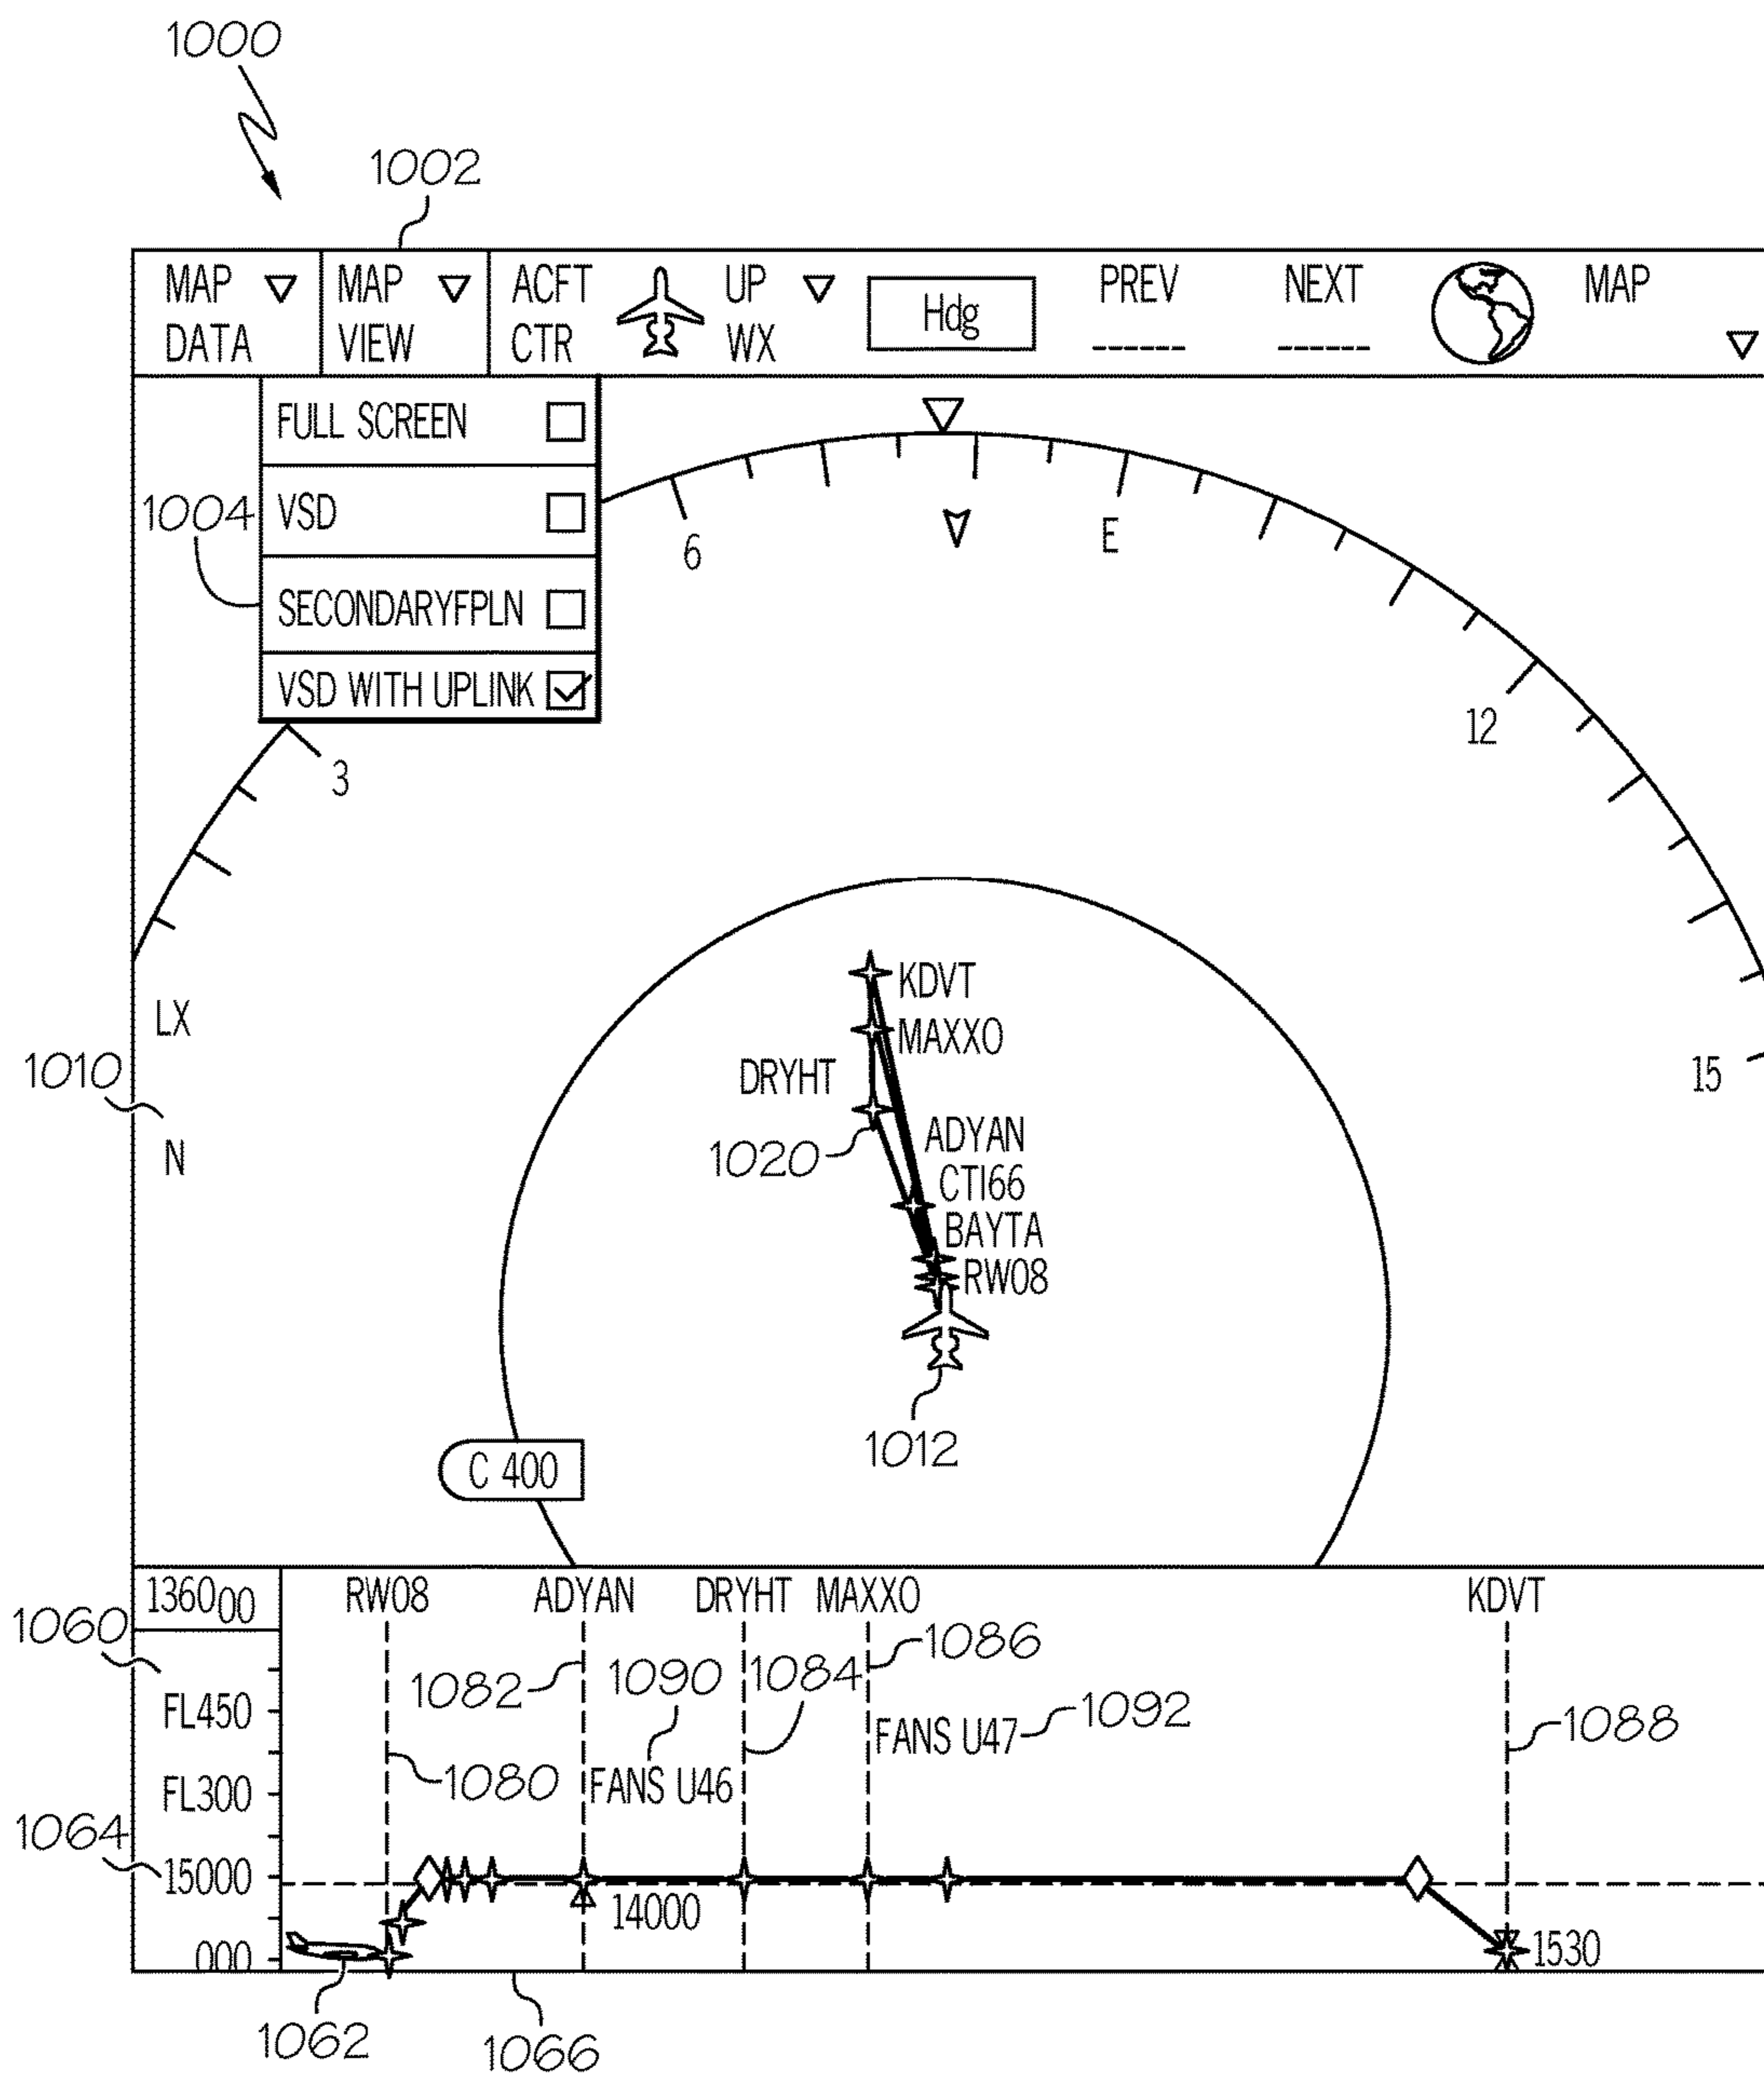 1000
1002
MAP DATA
MAP VIEW
ACFT CTR
UP WX
Hdg
PREV ------
NEXT ------
MAP
FULL SCREEN
VSD
SECONDARYFPLN
VSD WITH UPLINK
1004
3
6
E
12
15
LX
1010
N
KDVT
MAXXO
DRYHT
1020
ADYAN
CTI66
BAYTA
RW08
1012
C 400
136000
RW08
ADYAN
DRYHT
MAXXO
KDVT
1060
1082
1090
1084
1086
1092
1088
FL450
FANS U47
1080
FANS U46
FL300
1064
15000
14000
000
1530
1062
1066